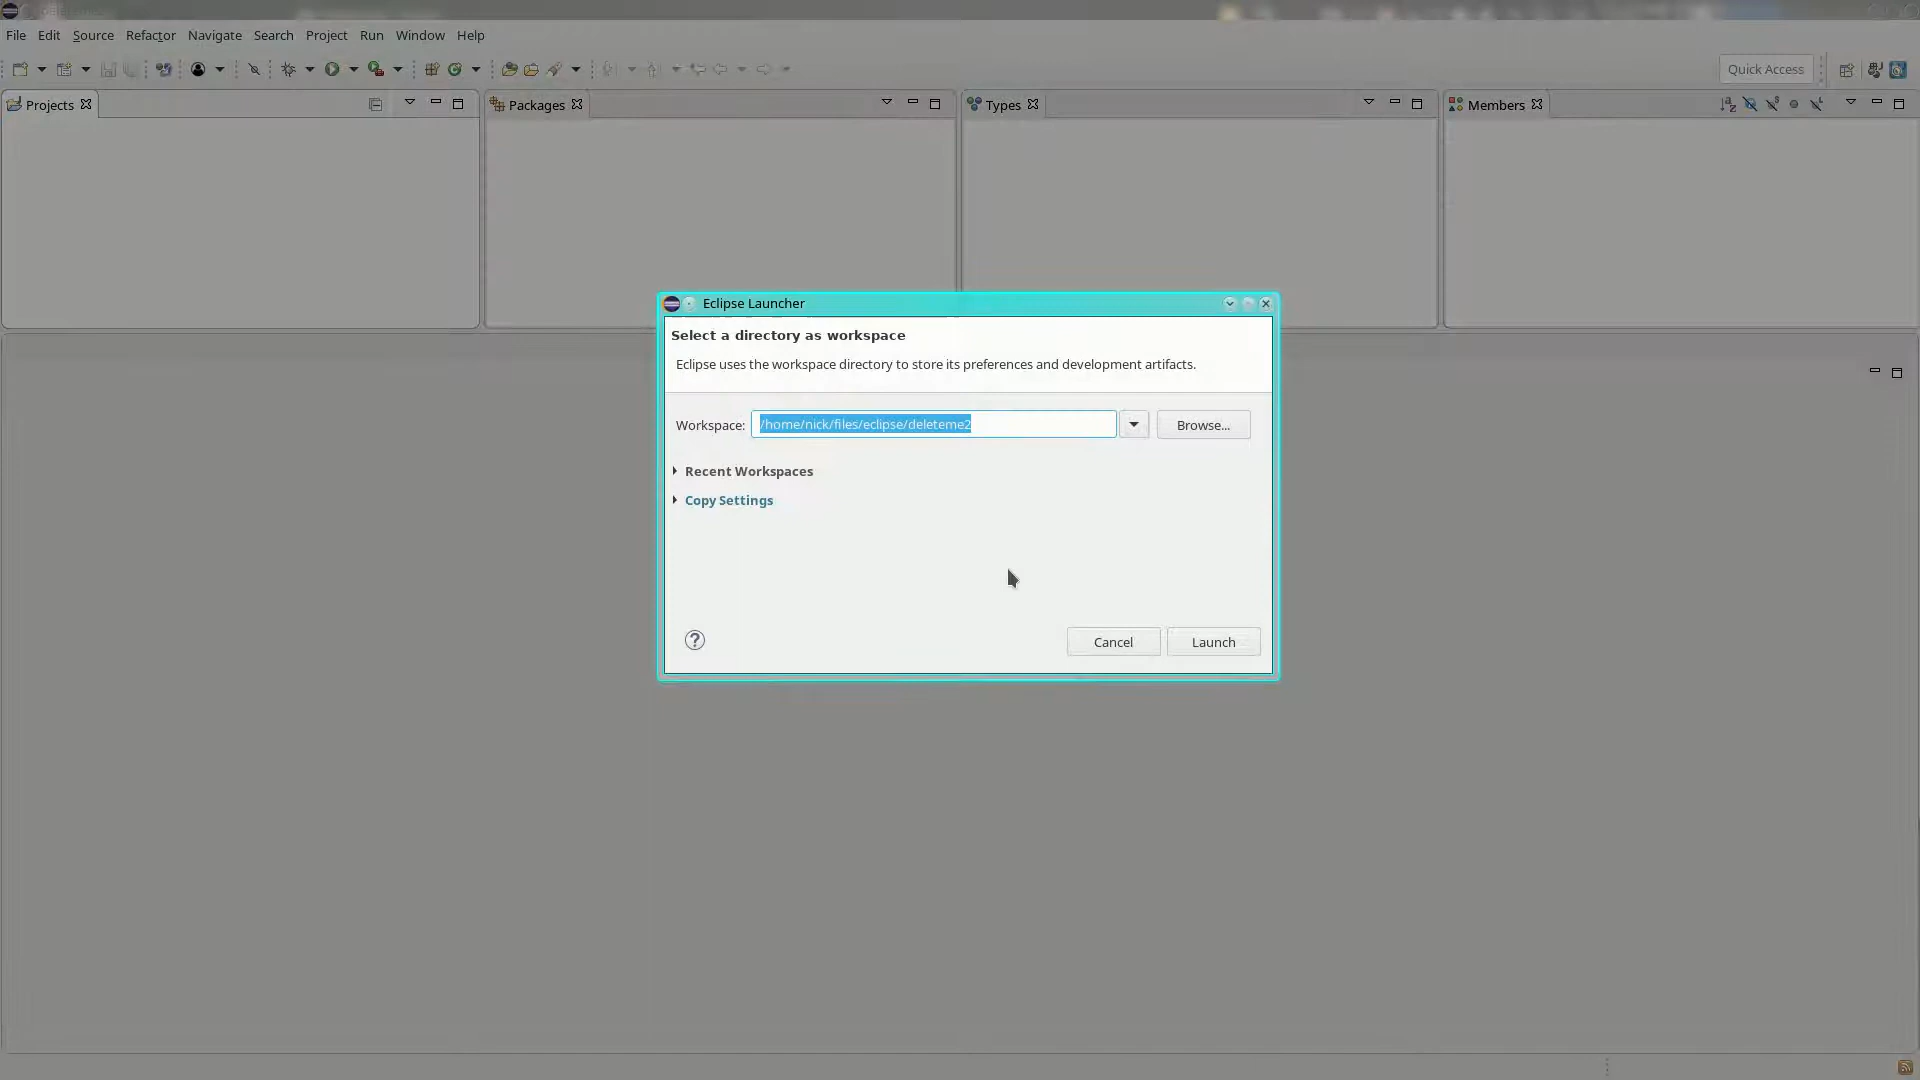 File Edit Source Refactor Navigate Search Project Run Window Help
Quick Access
Projects
Packages
Types
Members
Eclipse Launcher
Select a directory as workspace
Eclipse uses the workspace directory to store its preferences and development artifacts.
Workspace: /home/nick/files/eclipse/deleteme2 Browse...
Recent Workspaces
Copy Settings
? Cancel Launch